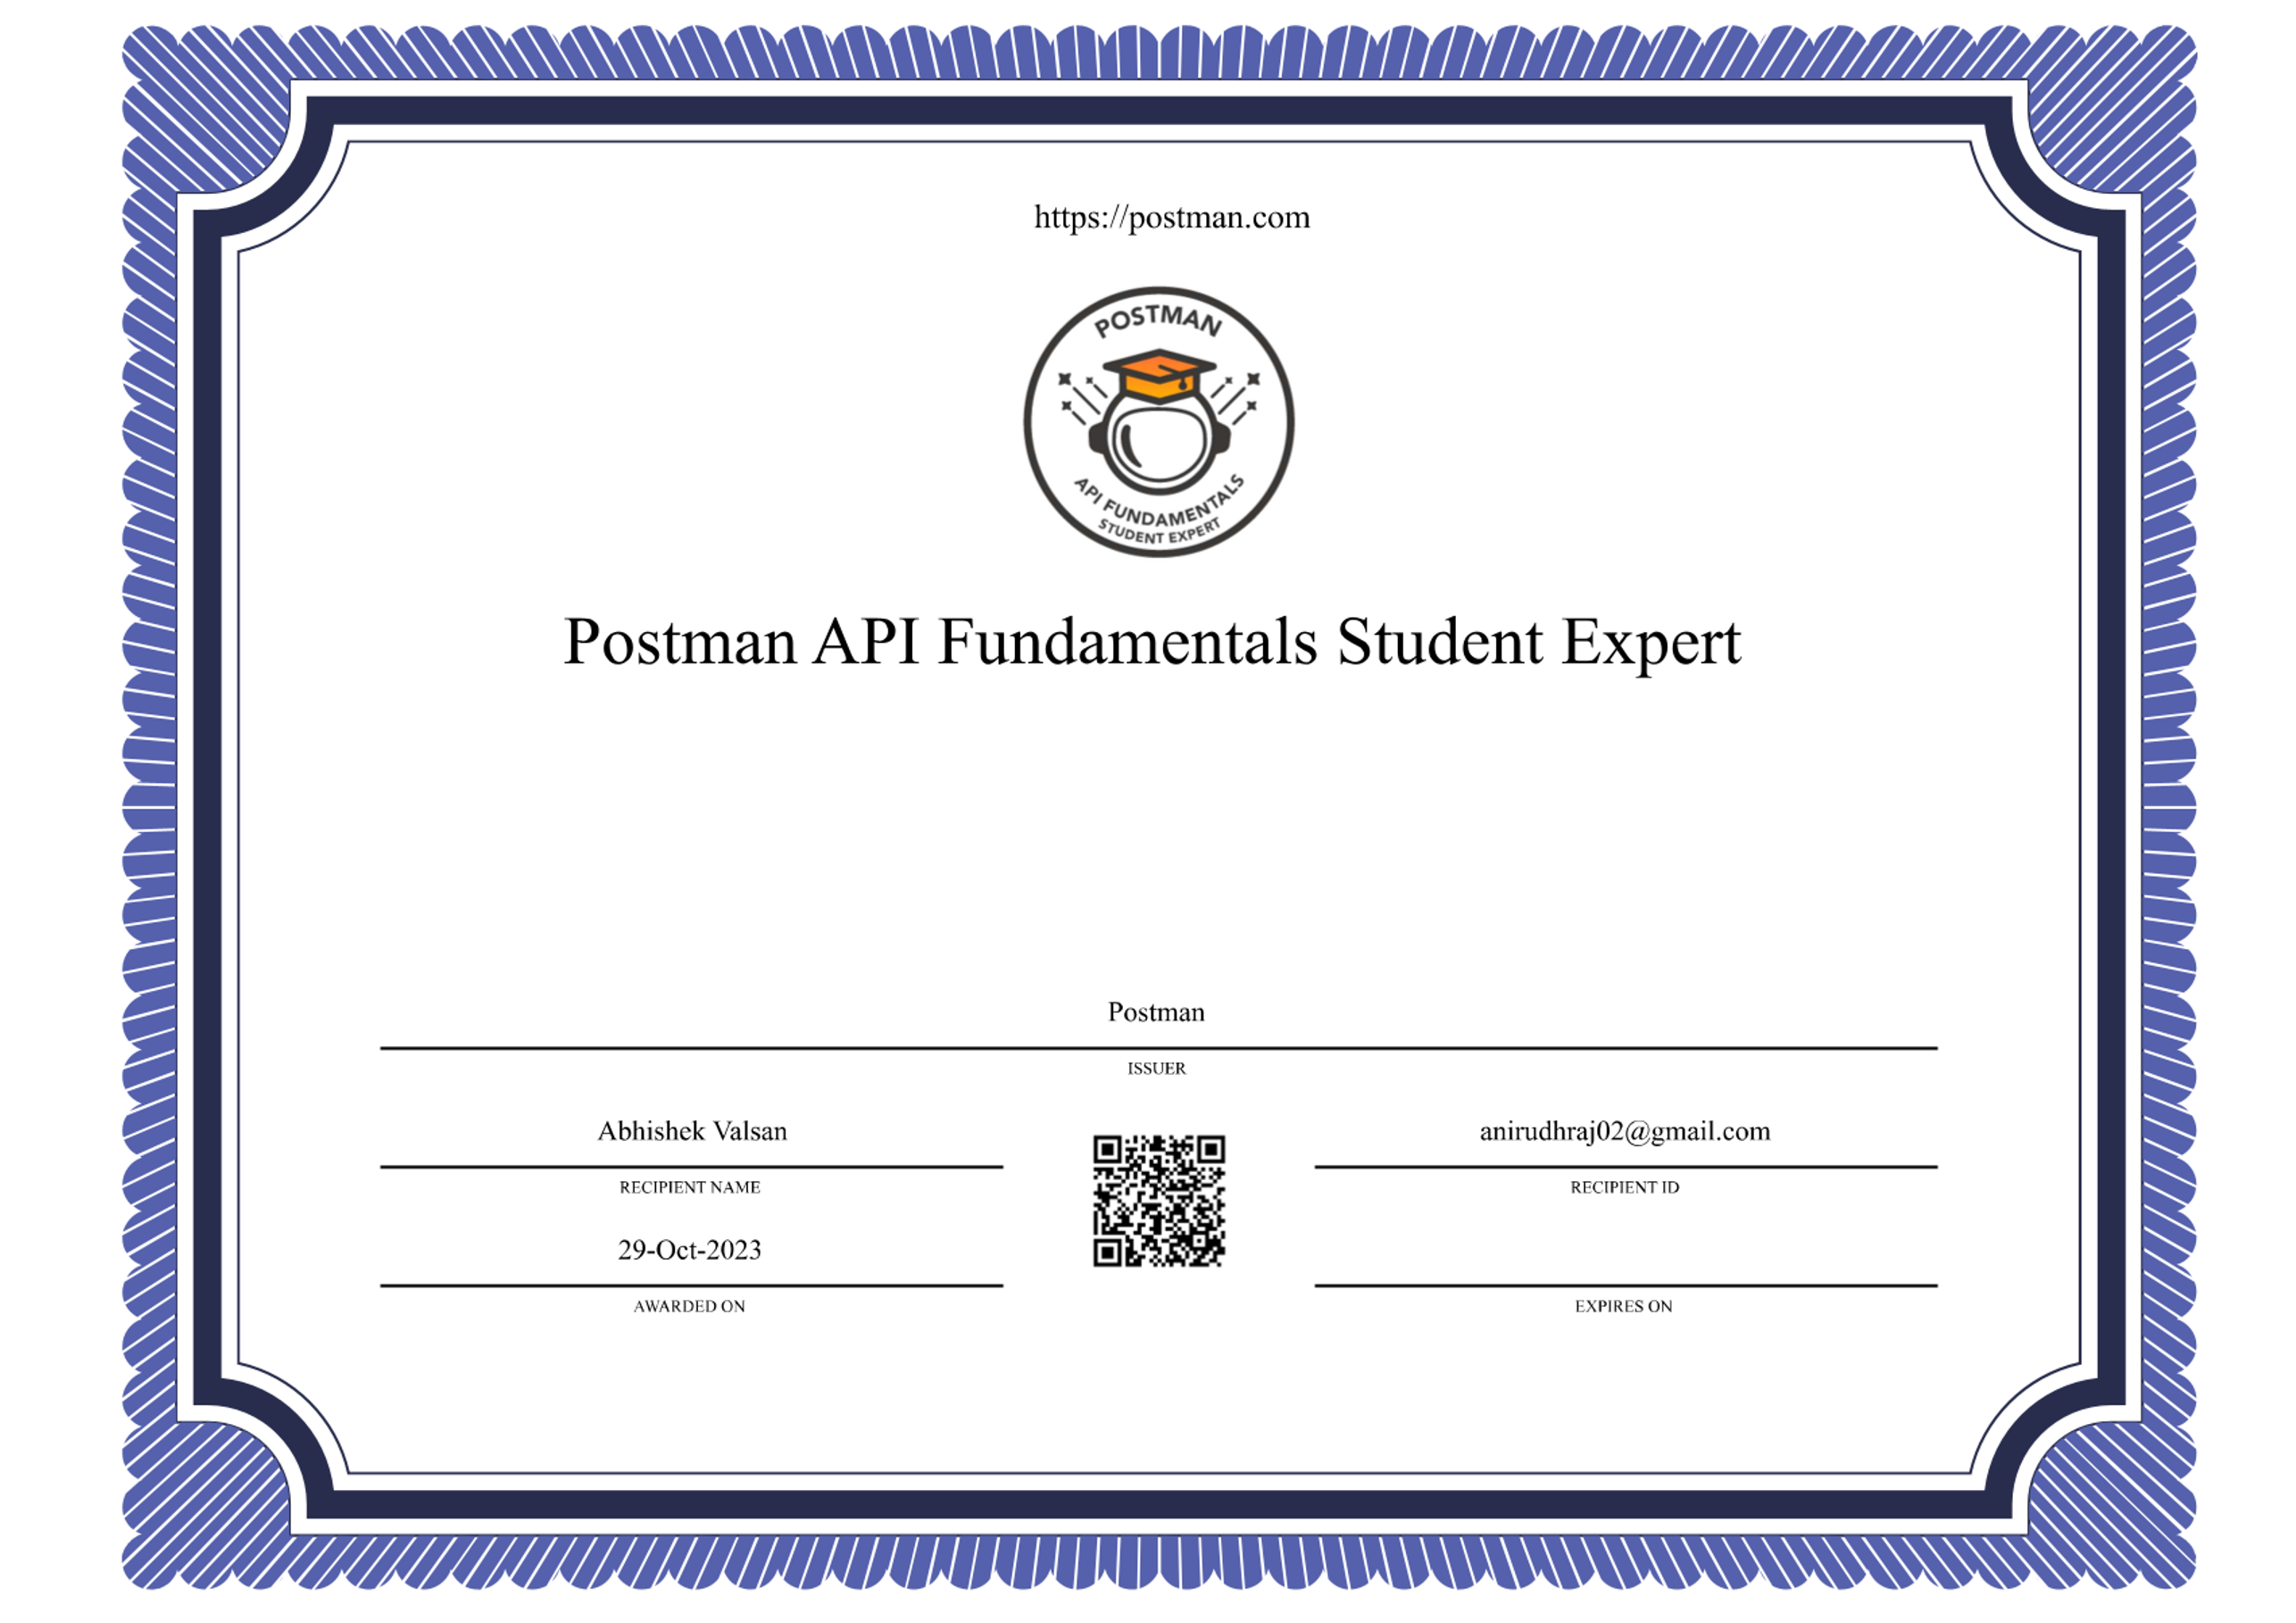 https://postman.com
POSTMAN
API FUNDAMENTALS
STUDENT EXPERT
Postman API Fundamentals Student Expert
Postman
ISSUER
Abhishek Valsan
anirudhraj02@gmail.com
RECIPIENT NAME
RECIPIENT ID
29-Oct-2023
AWARDED ON
EXPIRES ON